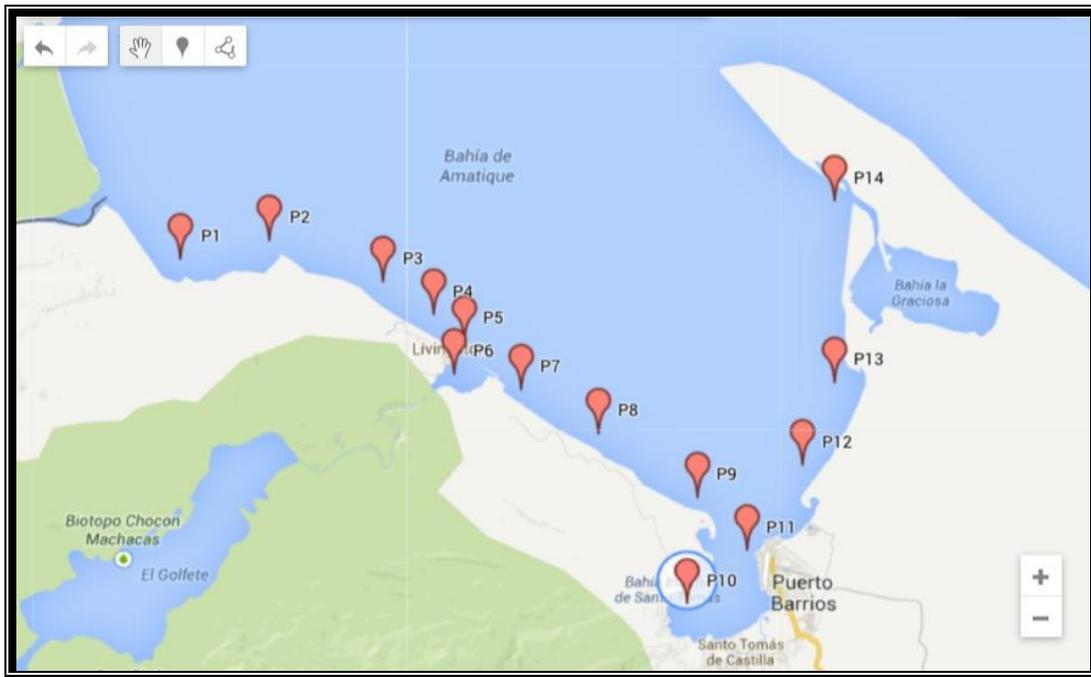 Bahía de
Amatique
P14
P2
P1
P3
Bahía la
Graciosa
P4
P5
P6
P7
P13
P8
P12
P9
Biotopo Chocon
Machacas
P11
El Golfete
P10
de
Puerto
Barrios
Santo Tomás
de Castilla